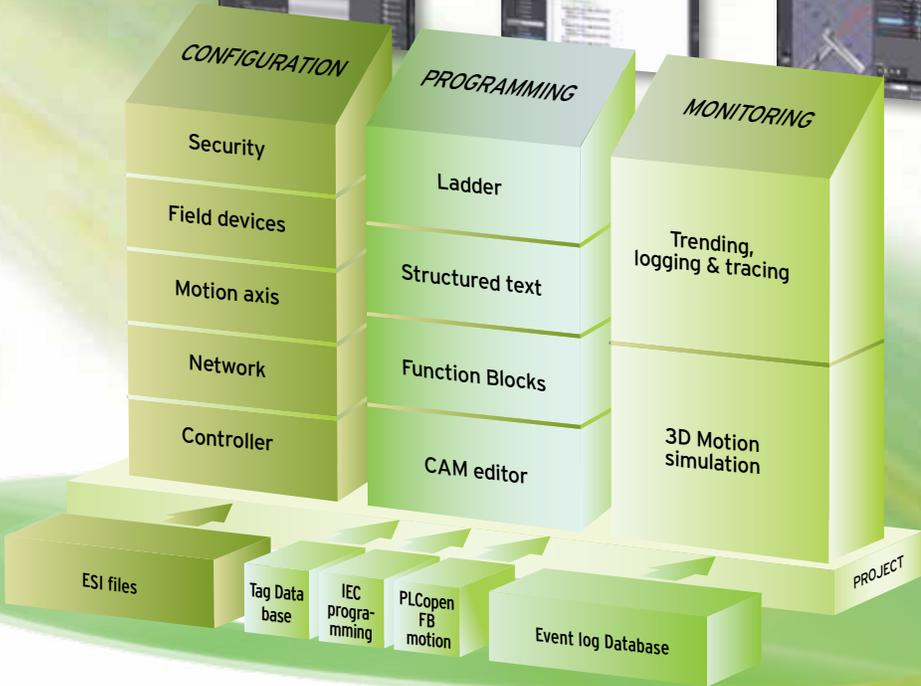 CONFIGURATION
Security
Field devices
Motion axis
Network
Controller
PROGRAMMING
Ladder
Structured text
Function Blocks
CAM editor
MONITORING
Trending,
logging & tracing
3D Motion
simulation
PROJECT
ESI files
Tag Data
base
IEC
progra-
mming
PLCopen
FB
motion
Event log Database